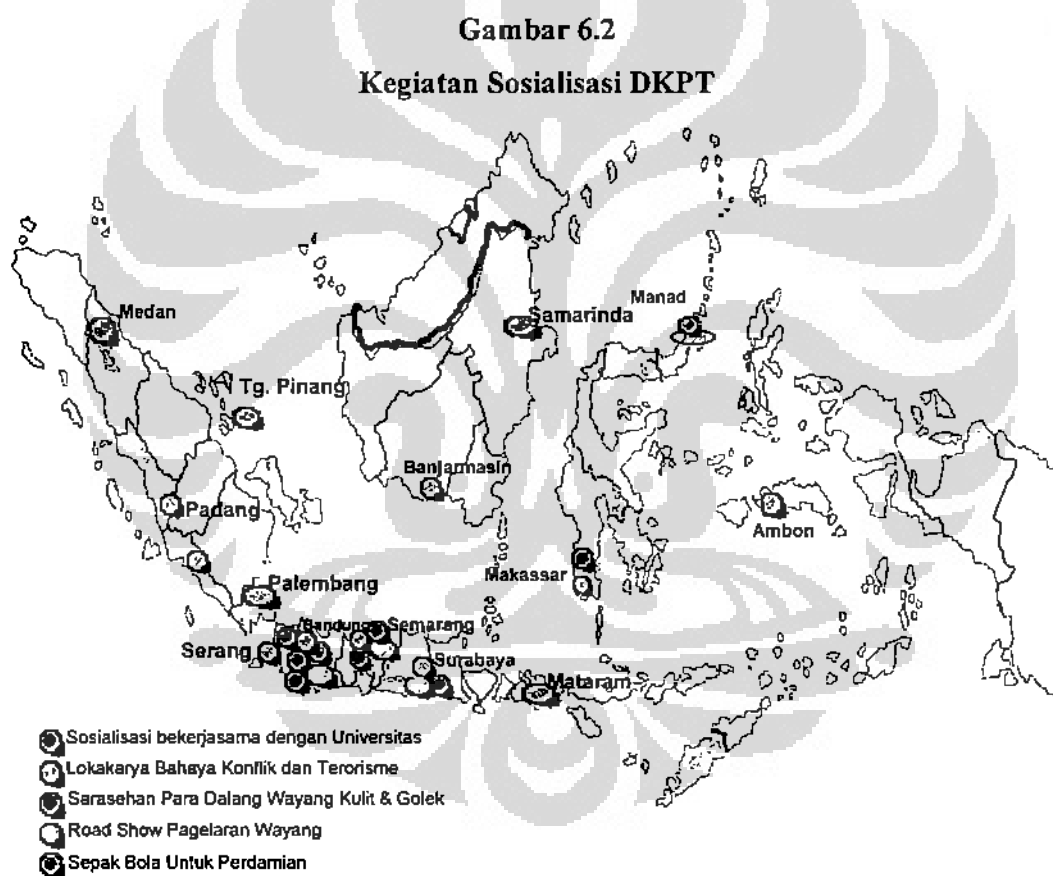 Gambar 6.2
Kegiatan Sosialisasi DKPT
Medan
Manad
Samarinda
Tg. Pinang
Banjarmasin
Padang
Ambon
Makassar
Palembang
Bandung
Semarang
Serang
Surabaya
Mataram
Sosialisasi bekerjasama dengan Universitas
Lokakarya Bahaya Konflik dan Terorisme
Sarasehan Para Dalang Wayang Kulit & Golek
Road Show Pagelaran Wayang
Sepak Bola Untuk Perdamian